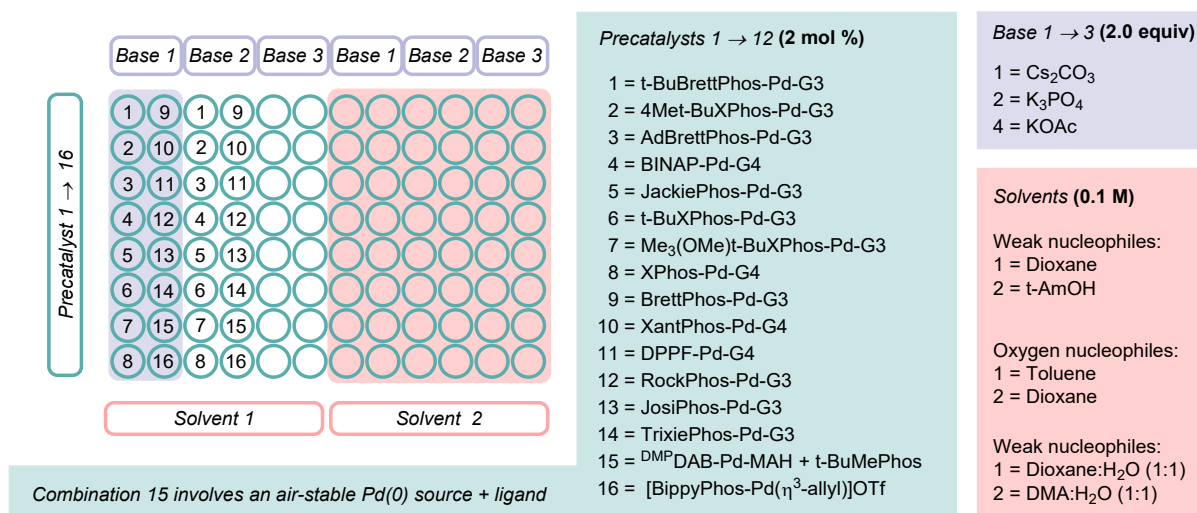 Base 1 Base 2 Base 3 Base 1 Base 2 Base 3
Precatalyst 1 → 16
1 9 1 9
2 10 2 10
3 11 3 11
4 12 4 12
5 13 5 13
6 14 6 14
7 15 7 15
8 16 8 16
Solvent 1 Solvent 2
Combination 15 involves an air-stable Pd(0) source + ligand
Precatalysts 1 → 12 (2 mol %)
1 = t-BuBrettPhos-Pd-G3
2 = 4Met-BuXPhos-Pd-G3
3 = AdBrettPhos-Pd-G3
4 = BINAP-Pd-G4
5 = JackiePhos-Pd-G3
6 = t-BuXPhos-Pd-G3
7 = Me₃(OMe)t-BuXPhos-Pd-G3
8 = XPhos-Pd-G4
9 = BrettPhos-Pd-G3
10 = XantPhos-Pd-G4
11 = DPPF-Pd-G4
12 = RockPhos-Pd-G3
13 = JosiPhos-Pd-G3
14 = TrixiePhos-Pd-G3
15 = ᴰᴹᴾDAB-Pd-MAH + t-BuMePhos
16 = [BippyPhos-Pd(η³-allyl)]OTf
Base 1 → 3 (2.0 equiv)
1 = Cs₂CO₃
2 = K₃PO₄
4 = KOAc
Solvents (0.1 M)
Weak nucleophiles:
1 = Dioxane
2 = t-AmOH
Oxygen nucleophiles:
1 = Toluene
2 = Dioxane
Weak nucleophiles:
1 = Dioxane:H₂O (1:1)
2 = DMA:H₂O (1:1)